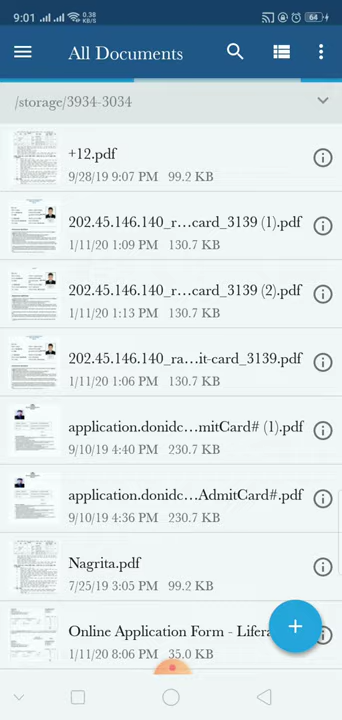 9:01 0.38 KB/s 64
All Documents
/storage/3934-3034
+12.pdf
9/28/19 9:07 PM 99.2 KB
202.45.146.140_r...card_3139 (1).pdf
1/11/20 1:09 PM 130.7 KB
202.45.146.140_r...card_3139 (2).pdf
1/11/20 1:13 PM 130.7 KB
202.45.146.140_ra...it-card_3139.pdf
1/11/20 1:06 PM 130.7 KB
application.donidc...mitCard# (1).pdf
9/10/19 4:40 PM 230.7 KB
application.donidc...AdmitCard#.pdf
9/10/19 4:36 PM 230.7 KB
Nagrita.pdf
7/25/19 3:05 PM 99.2 KB
Online Application Form - Lifera
1/11/20 8:06 PM 35.0 KB